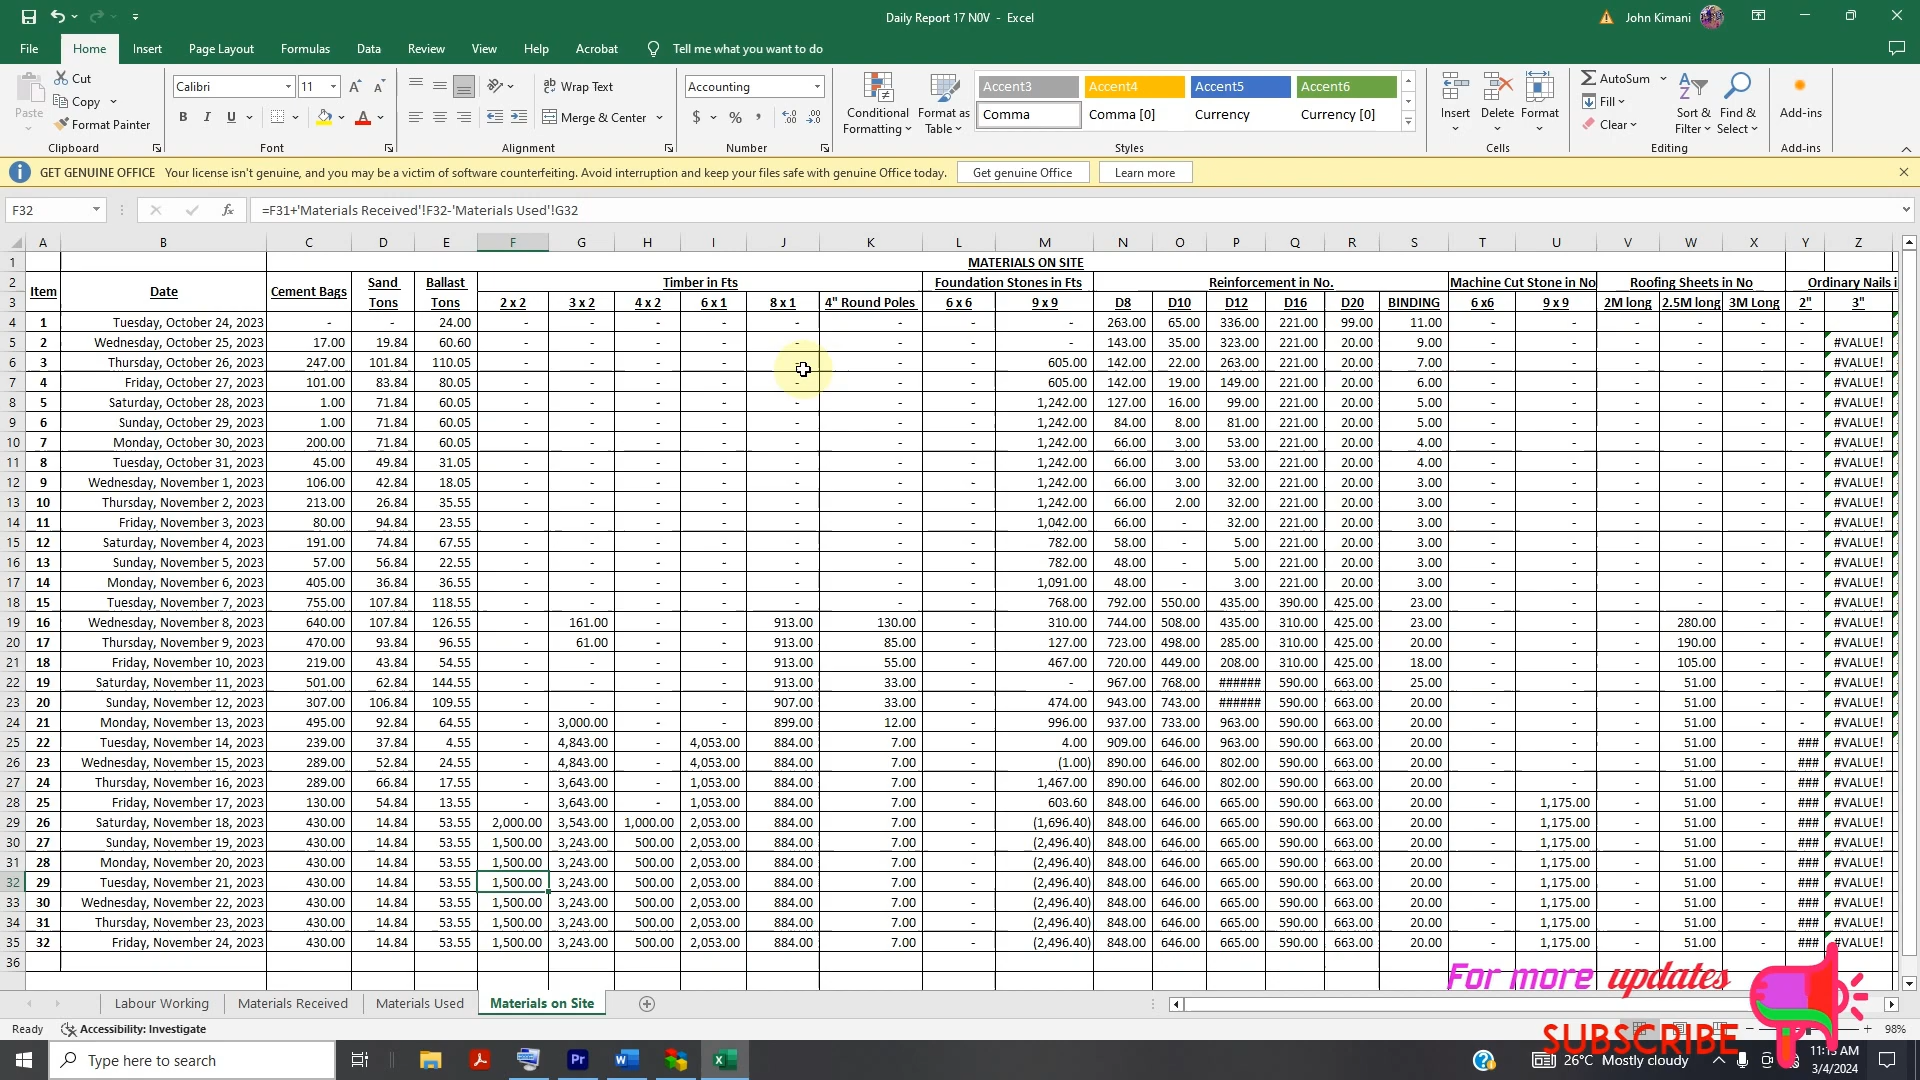 Daily Report 17 N0V - Excel
John Kimani
File Home Insert Page Layout Formulas Data Review View Help Acrobat Tell me what you want to do
Paste
Cut
Copy
Format Painter
Clipboard
Calibri 11
B I U
Font
Wrap Text
Merge & Center
Alignment
Accounting
$ % ,
Number
Conditional Formatting
Format as Table
Accent3 Accent4 Accent5 Accent6
Comma Comma [0] Currency Currency [0]
Styles
Insert Delete Format
Cells
AutoSum
Fill
Clear
Sort & Filter
Find & Select
Editing
Add-ins
Add-ins
GET GENUINE OFFICE Your license isn't genuine, and you may be a victim of software counterfeiting. Avoid interruption and keep your files safe with genuine Office today. Get genuine Office Learn more
F32 fx =F31+'Materials Received'!F32-'Materials Used'!G32
A B C D E F G H I J K L M N O P Q R S T U V W X Y Z
1 MATERIALS ON SITE
2 Item Date Cement Bags Sand Ballast Timber in Fts Foundation Stones in Fts Reinforcement in No. Machine Cut Stone in No Roofing Sheets in No Ordinary Nails i
3 Tons Tons 2 x 2 3 x 2 4 x 2 6 x 1 8 x 1 4" Round Poles 6 x 6 9 x 9 D8 D10 D12 D16 D20 BINDING 6 x6 9 x 9 2M long 2.5M long 3M Long 2" 3"
4 1 Tuesday, October 24, 2023 - - 24.00 - - - - - - - - 263.00 65.00 336.00 221.00 99.00 11.00 - - - - - -
5 2 Wednesday, October 25, 2023 17.00 19.84 60.60 - - - - - - - - 143.00 35.00 323.00 221.00 20.00 9.00 - - - - - - #VALUE!
6 3 Thursday, October 26, 2023 247.00 101.84 110.05 - - - - - - - 605.00 142.00 22.00 263.00 221.00 20.00 7.00 - - - - - - #VALUE!
7 4 Friday, October 27, 2023 101.00 83.84 80.05 - - - - - - - 605.00 142.00 19.00 149.00 221.00 20.00 6.00 - - - - - - #VALUE!
8 5 Saturday, October 28, 2023 1.00 71.84 60.05 - - - - - - - 1,242.00 127.00 16.00 99.00 221.00 20.00 5.00 - - - - - - #VALUE!
9 6 Sunday, October 29, 2023 1.00 71.84 60.05 - - - - - - - 1,242.00 84.00 8.00 81.00 221.00 20.00 5.00 - - - - - - #VALUE!
10 7 Monday, October 30, 2023 200.00 71.84 60.05 - - - - - - - 1,242.00 66.00 3.00 53.00 221.00 20.00 4.00 - - - - - - #VALUE!
11 8 Tuesday, October 31, 2023 45.00 49.84 31.05 - - - - - - - 1,242.00 66.00 3.00 53.00 221.00 20.00 4.00 - - - - - - #VALUE!
12 9 Wednesday, November 1, 2023 106.00 42.84 18.05 - - - - - - - 1,242.00 66.00 3.00 32.00 221.00 20.00 3.00 - - - - - - #VALUE!
13 10 Thursday, November 2, 2023 213.00 26.84 35.55 - - - - - - - 1,242.00 66.00 2.00 32.00 221.00 20.00 3.00 - - - - - - #VALUE!
14 11 Friday, November 3, 2023 80.00 94.84 23.55 - - - - - - - 1,042.00 66.00 - 32.00 221.00 20.00 3.00 - - - - - - #VALUE!
15 12 Saturday, November 4, 2023 191.00 74.84 67.55 - - - - - - - 782.00 58.00 - 5.00 221.00 20.00 3.00 - - - - - - #VALUE!
16 13 Sunday, November 5, 2023 57.00 56.84 22.55 - - - - - - - 782.00 48.00 - 5.00 221.00 20.00 3.00 - - - - - - #VALUE!
17 14 Monday, November 6, 2023 405.00 36.84 36.55 - - - - - - - 1,091.00 48.00 - 3.00 221.00 20.00 3.00 - - - - - - #VALUE!
18 15 Tuesday, November 7, 2023 755.00 107.84 118.55 - - - - - - - 768.00 792.00 550.00 435.00 390.00 425.00 23.00 - - - - - - #VALUE!
19 16 Wednesday, November 8, 2023 640.00 107.84 126.55 - 161.00 - - 913.00 130.00 - 310.00 744.00 508.00 435.00 310.00 425.00 23.00 - - - 280.00 - - #VALUE!
20 17 Thursday, November 9, 2023 470.00 93.84 96.55 - 61.00 - - 913.00 85.00 - 127.00 723.00 498.00 285.00 310.00 425.00 20.00 - - - 190.00 - - #VALUE!
21 18 Friday, November 10, 2023 219.00 43.84 54.55 - - - - 913.00 55.00 - 467.00 720.00 449.00 208.00 310.00 425.00 18.00 - - - 105.00 - - #VALUE!
22 19 Saturday, November 11, 2023 501.00 62.84 144.55 - - - - 913.00 33.00 - - 967.00 768.00 ###### 590.00 663.00 25.00 - - - 51.00 - - #VALUE!
23 20 Sunday, November 12, 2023 307.00 106.84 109.55 - - - - 907.00 33.00 - 474.00 943.00 743.00 ###### 590.00 663.00 20.00 - - - 51.00 - - #VALUE!
24 21 Monday, November 13, 2023 495.00 92.84 64.55 - 3,000.00 - - 899.00 12.00 - 996.00 937.00 733.00 963.00 590.00 663.00 20.00 - - - 51.00 - - #VALUE!
25 22 Tuesday, November 14, 2023 239.00 37.84 4.55 - 4,843.00 - 4,053.00 884.00 7.00 - 4.00 909.00 646.00 963.00 590.00 663.00 20.00 - - - 51.00 - ### #VALUE!
26 23 Wednesday, November 15, 2023 289.00 52.84 24.55 - 4,843.00 - 4,053.00 884.00 7.00 - (1.00) 890.00 646.00 802.00 590.00 663.00 20.00 - - - 51.00 - ### #VALUE!
27 24 Thursday, November 16, 2023 289.00 66.84 17.55 - 3,643.00 - 1,053.00 884.00 7.00 - 1,467.00 890.00 646.00 802.00 590.00 663.00 20.00 - - - 51.00 - ### #VALUE!
28 25 Friday, November 17, 2023 130.00 54.84 13.55 - 3,643.00 - 1,053.00 884.00 7.00 - 603.60 848.00 646.00 665.00 590.00 663.00 20.00 - 1,175.00 - 51.00 - ### #VALUE!
29 26 Saturday, November 18, 2023 430.00 14.84 53.55 2,000.00 3,543.00 1,000.00 2,053.00 884.00 7.00 - (1,696.40) 848.00 646.00 665.00 590.00 663.00 20.00 - 1,175.00 - 51.00 - ### #VALUE!
30 27 Sunday, November 19, 2023 430.00 14.84 53.55 1,500.00 3,243.00 500.00 2,053.00 884.00 7.00 - (2,496.40) 848.00 646.00 665.00 590.00 663.00 20.00 - 1,175.00 - 51.00 - ### #VALUE!
31 28 Monday, November 20, 2023 430.00 14.84 53.55 1,500.00 3,243.00 500.00 2,053.00 884.00 7.00 - (2,496.40) 848.00 646.00 665.00 590.00 663.00 20.00 - 1,175.00 - 51.00 - ### #VALUE!
32 29 Tuesday, November 21, 2023 430.00 14.84 53.55 1,500.00 3,243.00 500.00 2,053.00 884.00 7.00 - (2,496.40) 848.00 646.00 665.00 590.00 663.00 20.00 - 1,175.00 - 51.00 - ### #VALUE!
33 30 Wednesday, November 22, 2023 430.00 14.84 53.55 1,500.00 3,243.00 500.00 2,053.00 884.00 7.00 - (2,496.40) 848.00 646.00 665.00 590.00 663.00 20.00 - 1,175.00 - 51.00 - ### #VALUE!
34 31 Thursday, November 23, 2023 430.00 14.84 53.55 1,500.00 3,243.00 500.00 2,053.00 884.00 7.00 - (2,496.40) 848.00 646.00 665.00 590.00 663.00 20.00 - 1,175.00 - 51.00 - ### #VALUE!
35 32 Friday, November 24, 2023 430.00 14.84 53.55 1,500.00 3,243.00 500.00 2,053.00 884.00 7.00 - (2,496.40) 848.00 646.00 665.00 590.00 663.00 20.00 - 1,175.00 - 51.00 - ### #VALUE!
36
For more updates
SUBSCRIBE
Labour Working Materials Received Materials Used Materials on Site
Ready Accessibility: Investigate 98%
Type here to search
26°C Mostly cloudy
11:15 AM
3/4/2024